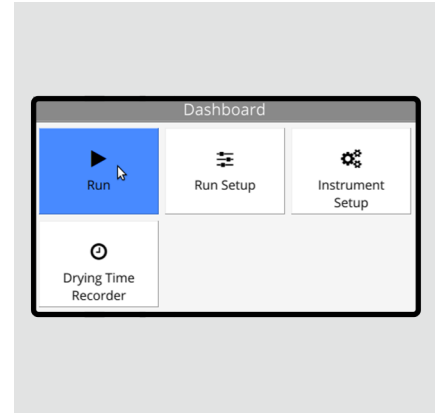 Dashboard
Run
Run Setup
Instrument
Setup
Drying Time
Recorder